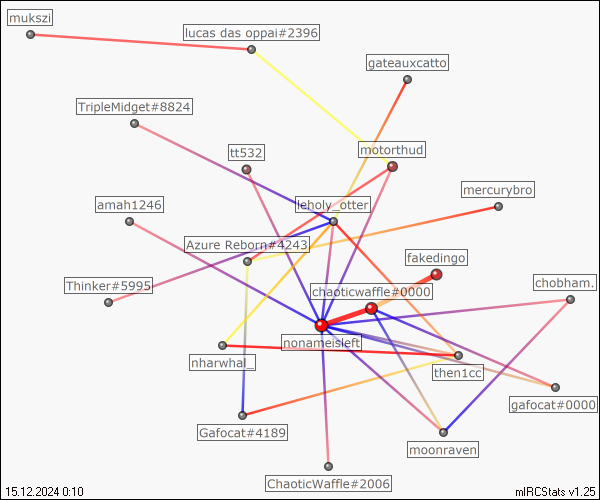 mukszi
lucas das oppai#2396
gateauxcatto
TripleMidget#8824
tt532
motorthud
mercurybro
amah1246
leholy_otter
Azure Reborn#4243
fakedingo
Thinker#5995
chaoticwaffle#0000
chobham.
nonameisleft
nharwhal_
then1cc
gafocat#0000
Gafocat#4189
moonraven
ChaoticWaffle#2006
15.12.2024 0:10
mIRCStats v1.25